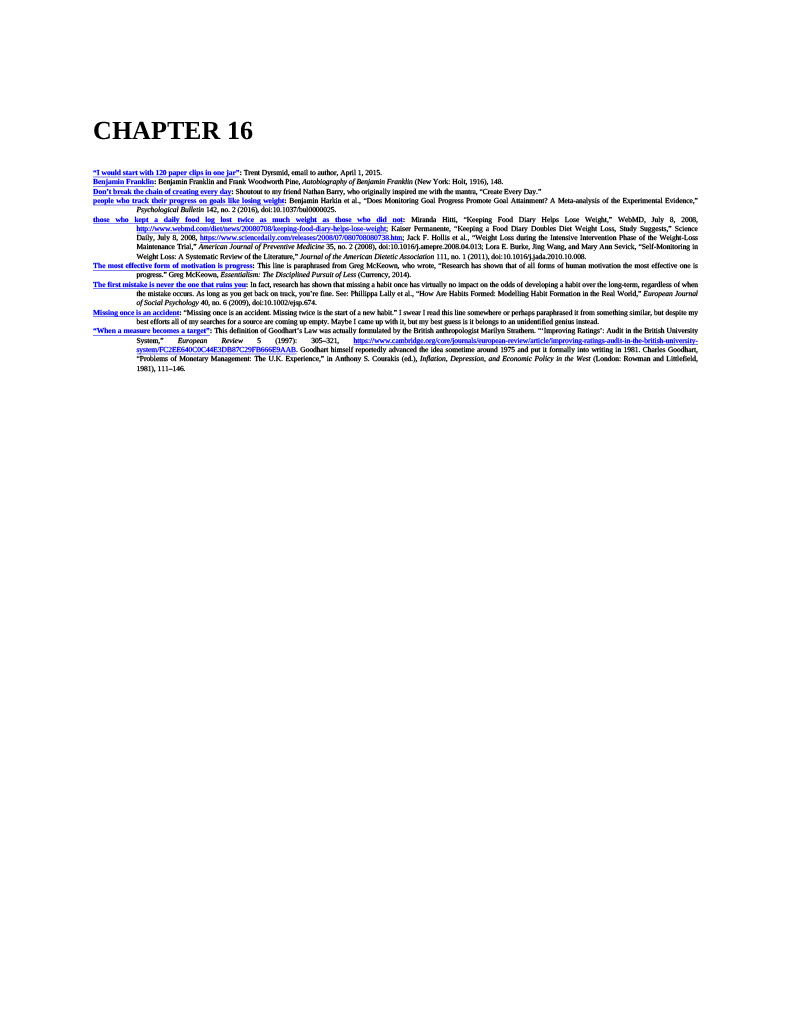 CHAPTER 16
“I would start with 120 paper clips in one jar”: Trent Dyrsmid, email to author, April 1, 2015.
Benjamin Franklin: Benjamin Franklin and Frank Woodworth Pine, Autobiography of Benjamin Franklin (New York: Holt, 1916), 148.
Don’t break the chain of creating every day: Shoutout to my friend Nathan Barry, who originally inspired me with the mantra, “Create Every Day.”
people who track their progress on goals like losing weight: Benjamin Harkin et al., “Does Monitoring Goal Progress Promote Goal Attainment? A Meta-analysis of the Experimental Evidence,”
Psychological Bulletin 142, no. 2 (2016), doi:10.1037/bul0000025.
those who kept a daily food log lost twice as much weight as those who did not: Miranda Hitti, “Keeping Food Diary Helps Lose Weight,” WebMD, July 8, 2008,
http://www.webmd.com/diet/news/20080708/keeping-food-diary-helps-lose-weight; Kaiser Permanente, “Keeping a Food Diary Doubles Diet Weight Loss, Study Suggests,” Science
Daily, July 8, 2008, https://www.sciencedaily.com/releases/2008/07/080708080738.htm; Jack F. Hollis et al., “Weight Loss during the Intensive Intervention Phase of the Weight-Loss
Maintenance Trial,” American Journal of Preventive Medicine 35, no. 2 (2008), doi:10.1016/j.amepre.2008.04.013; Lora E. Burke, Jing Wang, and Mary Ann Sevick, “Self-Monitoring in
Weight Loss: A Systematic Review of the Literature,” Journal of the American Dietetic Association 111, no. 1 (2011), doi:10.1016/j.jada.2010.10.008.
The most effective form of motivation is progress: This line is paraphrased from Greg McKeown, who wrote, “Research has shown that of all forms of human motivation the most effective one is
progress.” Greg McKeown, Essentialism: The Disciplined Pursuit of Less (Currency, 2014).
The first mistake is never the one that ruins you: In fact, research has shown that missing a habit once has virtually no impact on the odds of developing a habit over the long-term, regardless of when
the mistake occurs. As long as you get back on track, you’re fine. See: Phillippa Lally et al., “How Are Habits Formed: Modelling Habit Formation in the Real World,” European Journal
of Social Psychology 40, no. 6 (2009), doi:10.1002/ejsp.674.
Missing once is an accident: “Missing once is an accident. Missing twice is the start of a new habit.” I swear I read this line somewhere or perhaps paraphrased it from something similar, but despite my
best efforts all of my searches for a source are coming up empty. Maybe I came up with it, but my best guess is it belongs to an unidentified genius instead.
“When a measure becomes a target”: This definition of Goodhart’s Law was actually formulated by the British anthropologist Marilyn Strathern. “‘Improving Ratings’: Audit in the British University
System,” European Review 5 (1997): 305–321, https://www.cambridge.org/core/journals/european-review/article/improving-ratings-audit-in-the-british-university-
system/FC2EE640C0C44E3DB87C29FB666E9AAB. Goodhart himself reportedly advanced the idea sometime around 1975 and put it formally into writing in 1981. Charles Goodhart,
“Problems of Monetary Management: The U.K. Experience,” in Anthony S. Courakis (ed.), Inflation, Depression, and Economic Policy in the West (London: Rowman and Littlefield,
1981), 111–146.